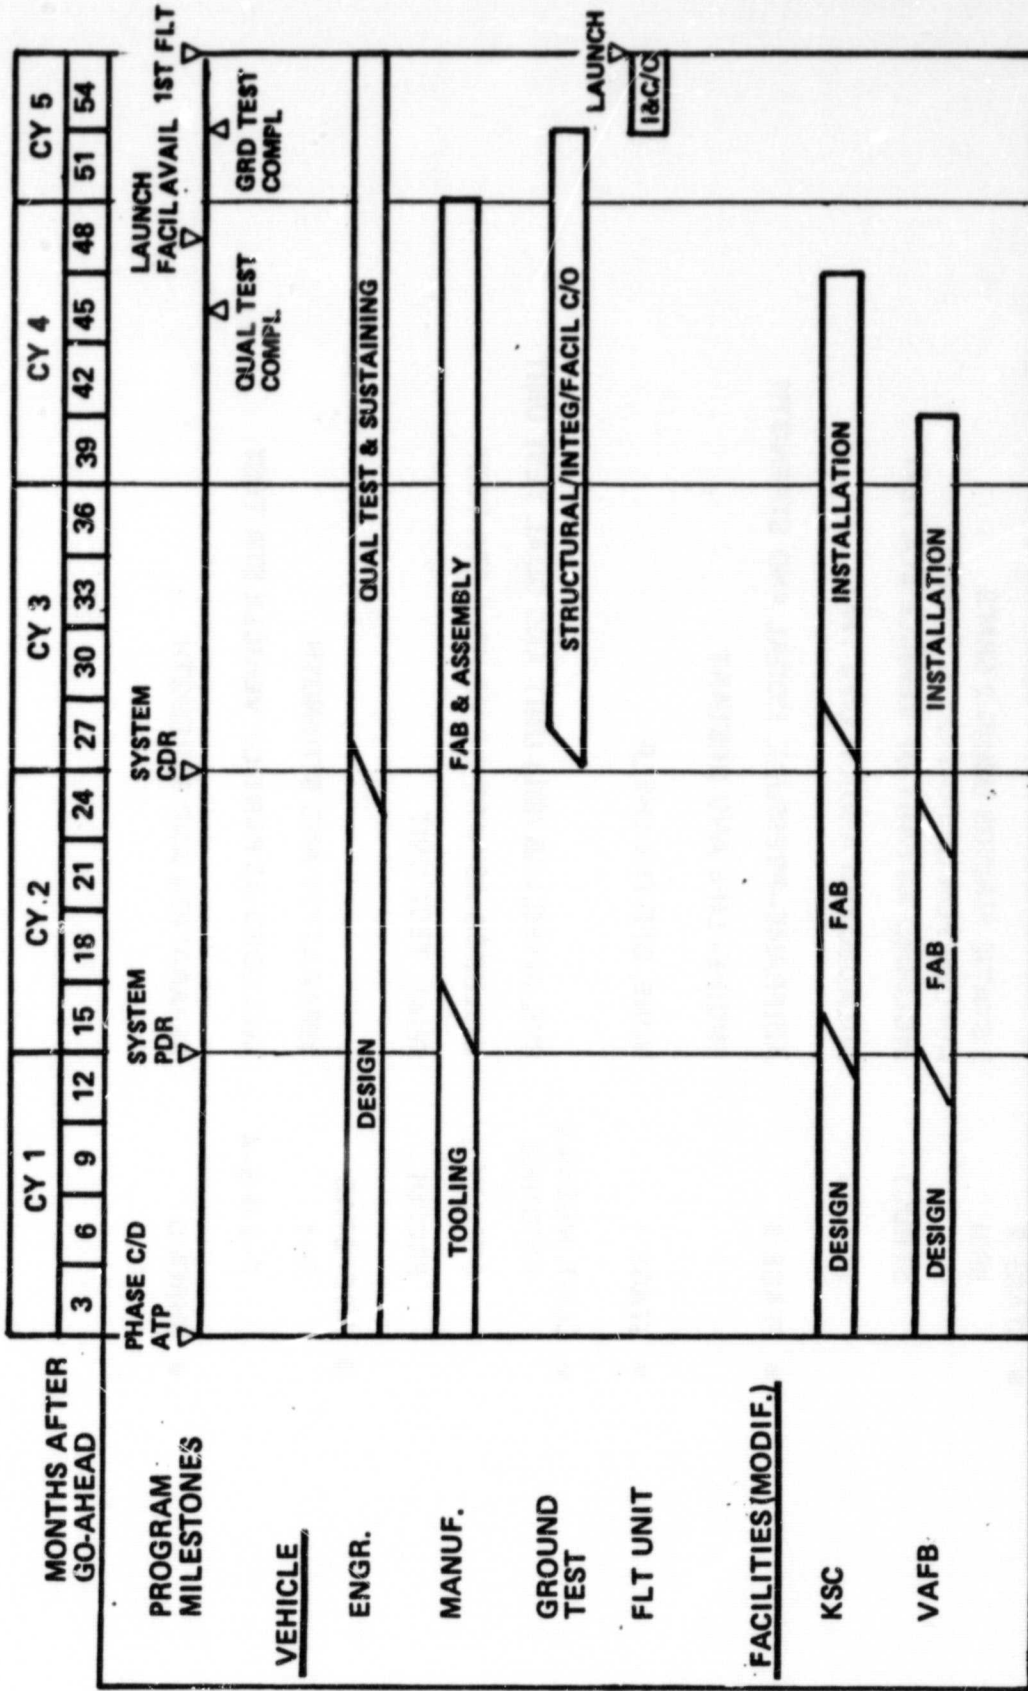 MONTHS AFTER
GO-AHEAD
CY 1
CY.2
CY 3
CY 4
CY 5
3 6 9 12 15 18 21 24 27 30 33 36 39 42 45 48 51 54
PROGRAM
MILESTONES
PHASE C/D
ATP
SYSTEM
PDR
SYSTEM
CDR
LAUNCH
FACIL AVAIL
1ST FLT
QUAL TEST
COMPL
GRD TEST
COMPL
VEHICLE
ENGR.
DESIGN
QUAL TEST & SUSTAINING
MANUF.
TOOLING
FAB & ASSEMBLY
GROUND
TEST
STRUCTURAL/INTEG/FACIL C/O
FLT UNIT
LAUNCH
I&C/O
FACILITIES (MODIF.)
KSC
DESIGN
FAB
INSTALLATION
VAFB
DESIGN
FAB
INSTALLATION